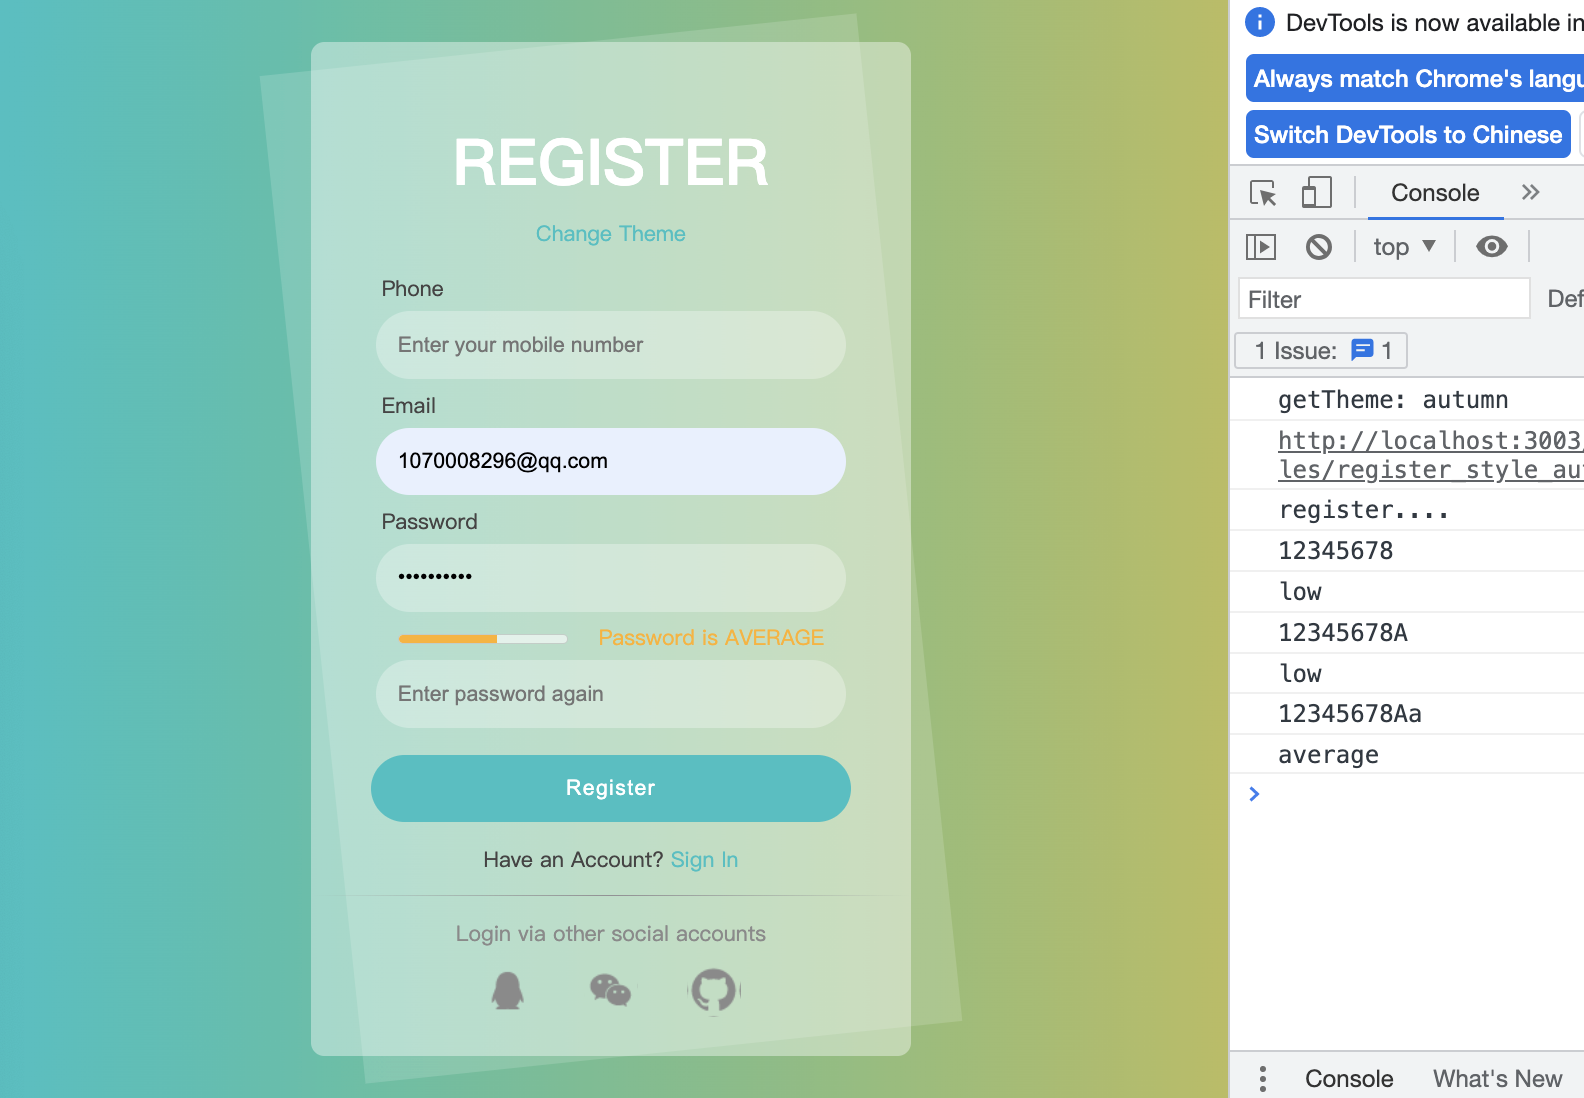 REGISTER
Change Theme
Phone
Enter your mobile number
Email
1070008296@qq.com
Password
••••••••••
Password is AVERAGE
Enter password again
Register
Have an Account? Sign In
Login via other social accounts
DevTools is now available in
Always match Chrome's langu
Switch DevTools to Chinese
Console
top
Filter
Def
1 Issue: 1
getTheme: autumn
http://localhost:3003/
les/register_style_au
register....
12345678
low
12345678A
low
12345678Aa
average
Console What's New